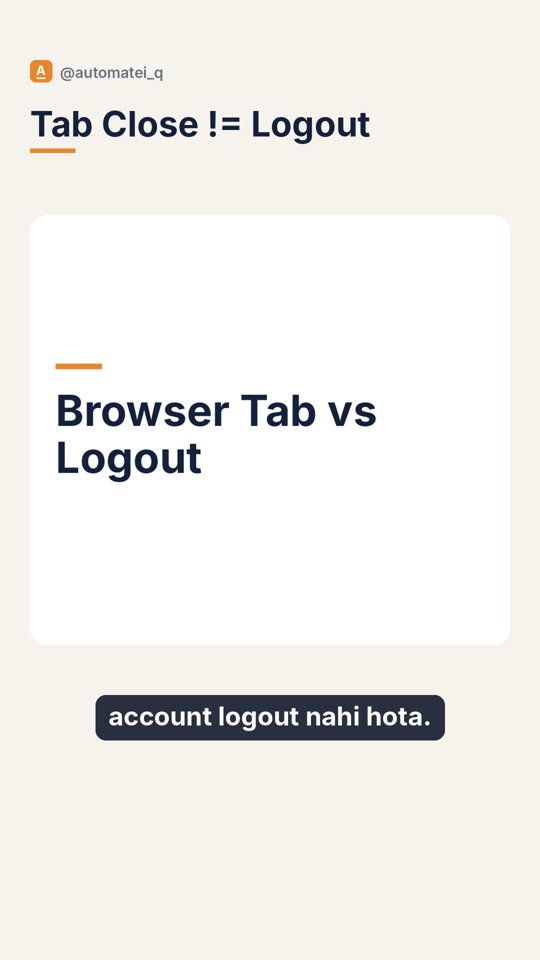 A
@automatei_q
Tab Close != Logout
Browser Tab vs
Logout
account logout nahi hota.